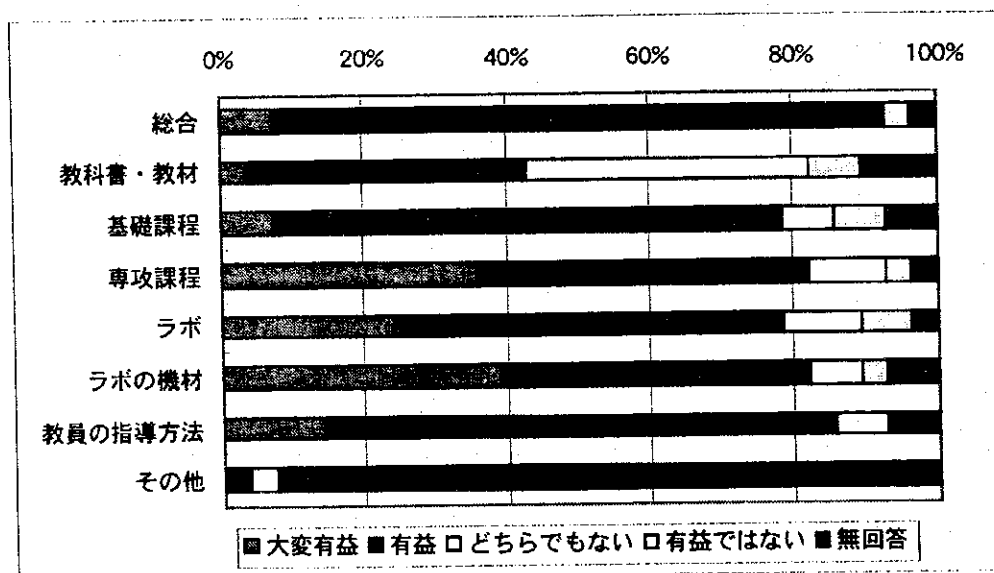 0% 20% 40% 60% 80% 100%
総合
教科書・教材
基礎課程
専攻課程
ラボ
ラボの機材
教員の指導方法
その他
大変有益 有益 どちらでもない 有益ではない 無回答